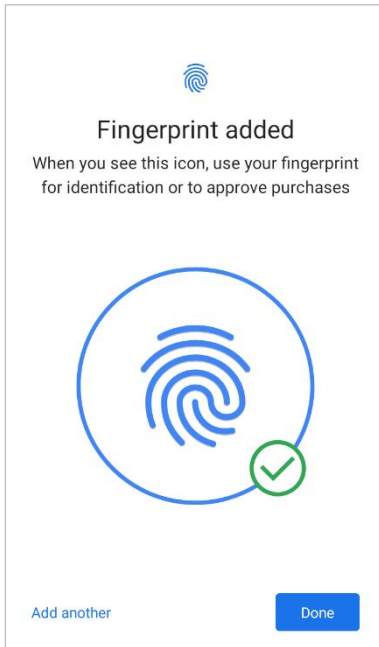 Fingerprint added
When you see this icon, use your fingerprint
for identification or to approve purchases
Add another
Done